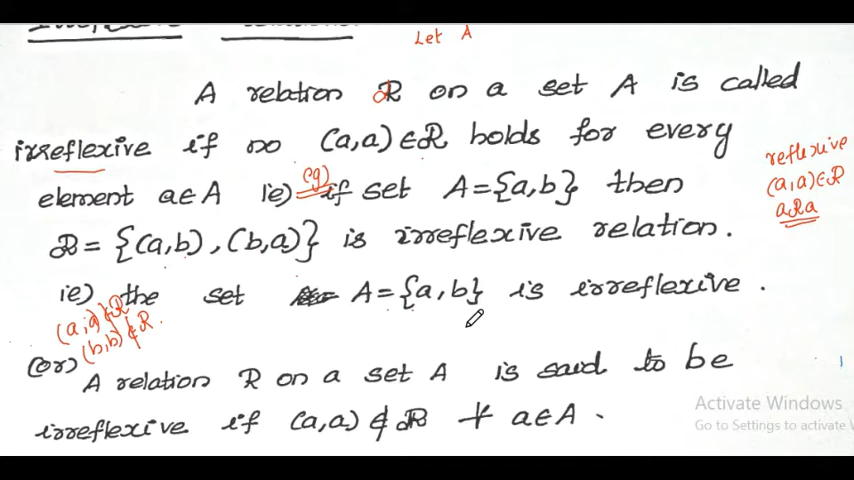 Let A
A relation R on a set A is called
irreflexive if no (a,a) ∈ R holds for every
element a ∈ A ie) (eg) if set A = {a, b} then
reflexive
(a,a) ∈ R
aRa
R = {(a,b), (b,a)} is irreflexive relation.
ie) the set A = {a, b} is irreflexive.
(a,a) ∉ R
(b,b) ∉ R.
(or)
A relation R on a set A is said to be
irreflexive if (a,a) ∉ R ∀ a ∈ A.
Activate Windows
Go to Settings to activate